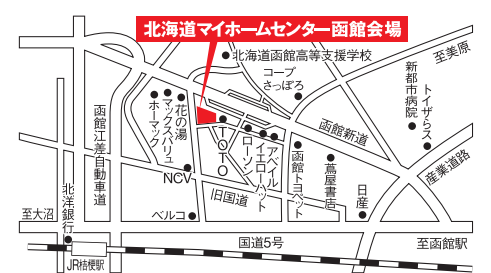 北海道マイホームセンター函館会場
北海道函館高等支援学校
至美原
コープ
さっぽろ
新都市病院
トイザらス
函館江差自動車道
ホーマック
マックスバリュ
花の湯
TOTO
ローソン
イエローハット
アベイル
函館新道
函館トヨペット
蔦屋書店
日産
産業道路
NCV
旧国道
北洋銀行
至大沼
ベルコ
国道5号
至函館駅
JR桔梗駅